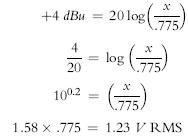 +4 dBu = 20 log(x/.775)
4/20 = log (x/.775)
10^0.2 = (x/.775)
1.58 × .775 = 1.23 V RMS